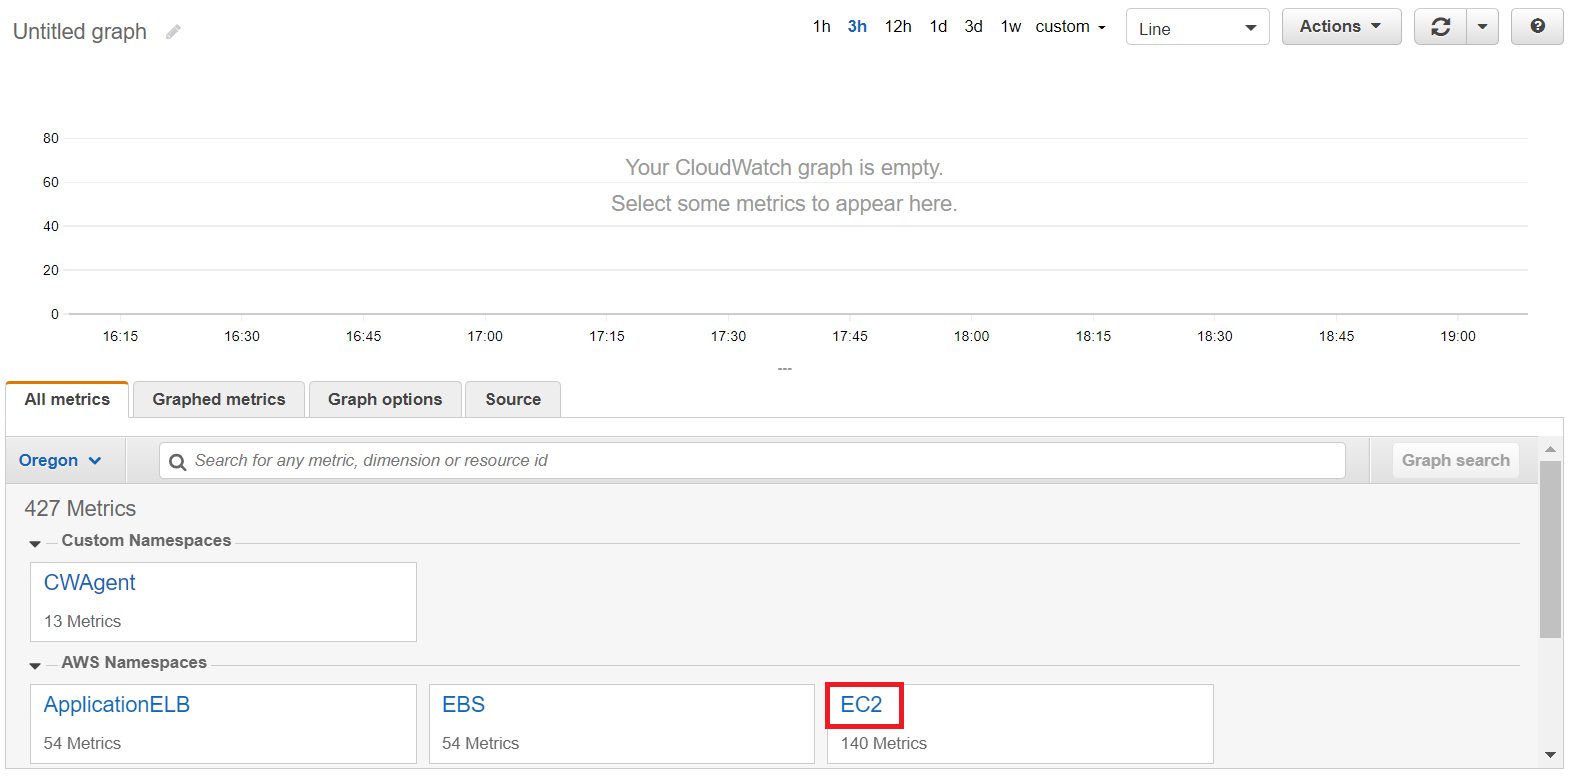 Untitled graph
1h 3h 12h 1d 3d 1w custom Line Actions ?
80
Your CloudWatch graph is empty.
60
Select some metrics to appear here.
40
20
0
16:15 16:30 16:45 17:00 17:15 17:30 17:45 18:00 18:15 18:30 18:45 19:00
All metrics Graphed metrics Graph options Source
Oregon Search for any metric, dimension or resource id Graph search
427 Metrics
Custom Namespaces
CWAgent
13 Metrics
AWS Namespaces
ApplicationELB EBS EC2
54 Metrics 54 Metrics 140 Metrics